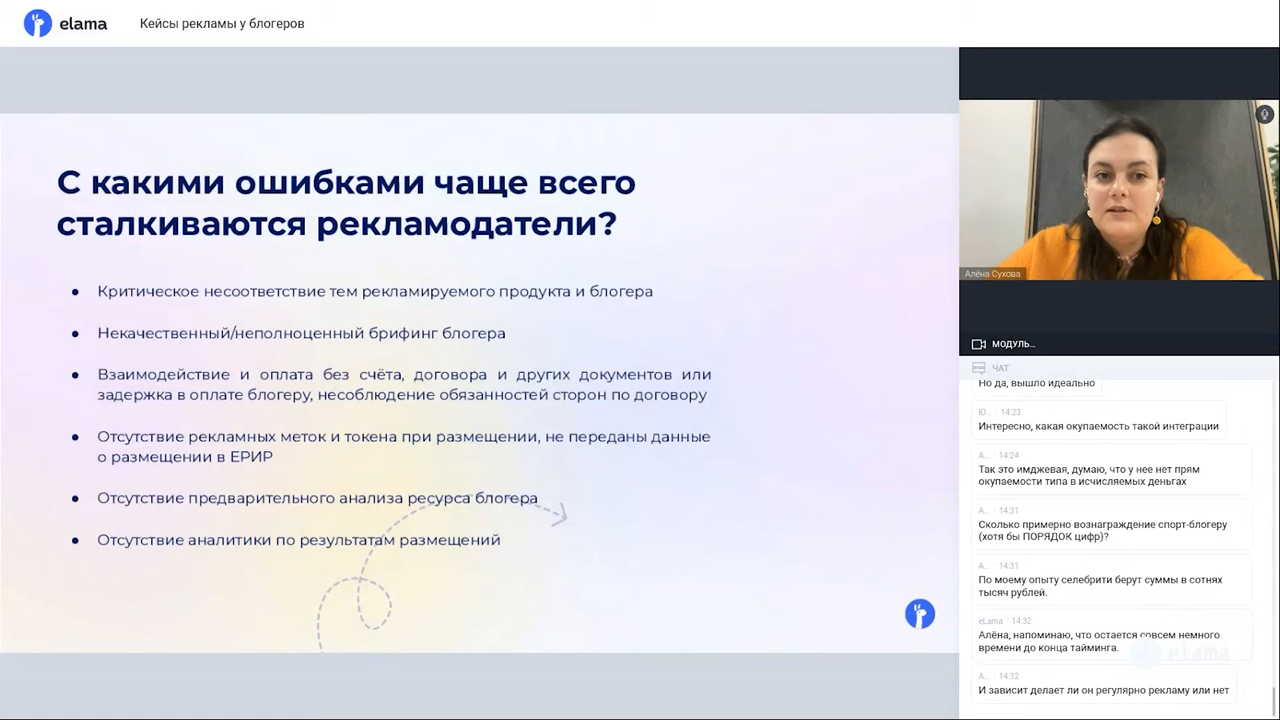 elama
Кейсы рекламы у блогеров
С какими ошибками чаще всего
сталкиваются рекламодатели?
• Критическое несоответствие тем рекламируемого продукта и блогера
• Некачественный/неполноценный брифинг блогера
• Взаимодействие и оплата без счёта, договора и других документов или
задержка в оплате блогеру, несоблюдение обязанностей сторон по договору
• Отсутствие рекламных меток и токена при размещении, не переданы данные
о размещении в ЕРИР
• Отсутствие предварительного анализа ресурса блогера
• Отсутствие аналитики по результатам размещений
Алёна Сухова
МОДУЛЬ...
ЧАТ
Но да, вышло идеально
Ю... · 14:23
Интересно, какая окупаемость такой интеграции
А... · 14:24
Так это имджевая, думаю, что у нее нет прям
окупаемости типа в исчисляемых деньгах
А... · 14:31
Сколько примерно вознаграждение спорт-блогеру
(хотя бы ПОРЯДОК цифр)?
А... · 14:31
По моему опыту селебрити берут суммы в сотнях
тысяч рублей.
eLama · 14:32
Алёна, напоминаю, что остается совсем немного
времени до конца тайминга.
elama
А... · 14:32
И зависит делает ли он регулярно рекламу или нет